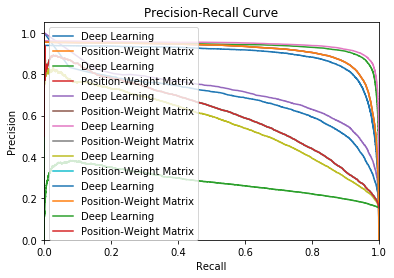 Precision-Recall Curve
Precision
1.0
0.8
0.6
0.4
0.2
0.0
Deep Learning
Position-Weight Matrix
Deep Learning
Position-Weight Matrix
Deep Learning
Position-Weight Matrix
Deep Learning
Position-Weight Matrix
Deep Learning
Position-Weight Matrix
Deep Learning
Position-Weight Matrix
Deep Learning
Position-Weight Matrix
0.0 0.2 0.4 0.6 0.8 1.0
Recall